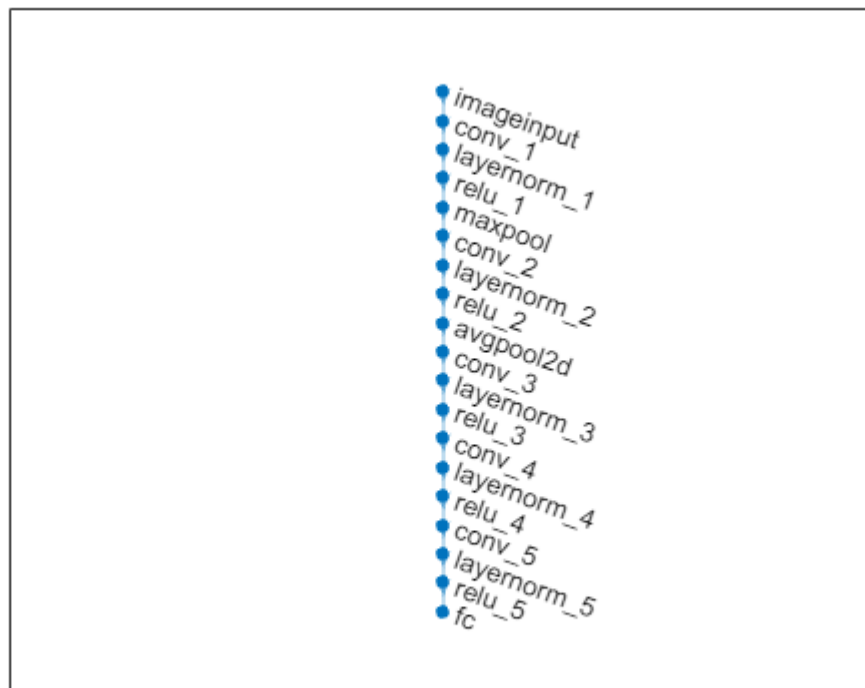 imageinput
conv_1
layernorm_1
relu_1
maxpool
conv_2
layernorm_2
relu_2
avgpool2d
conv_3
layernorm_3
relu_3
conv_4
layernorm_4
relu_4
conv_5
layernorm_5
relu_5
fc